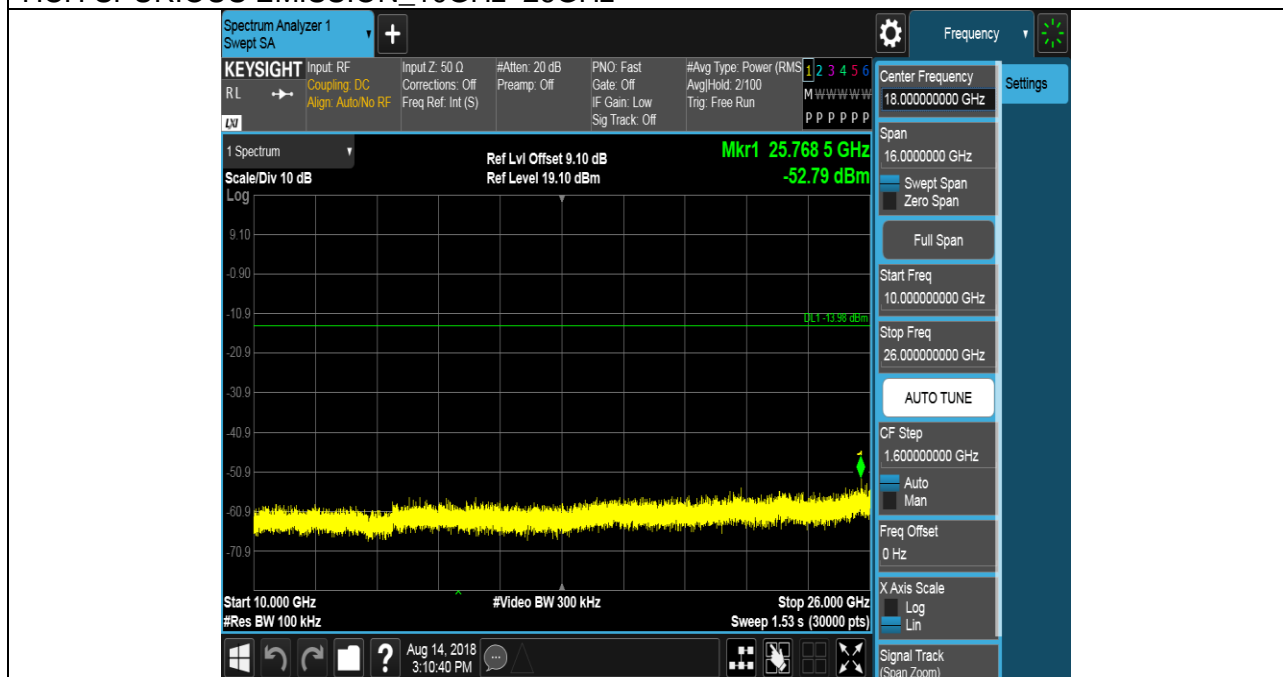 Spectrum Analyzer 1
Swept SA
+
Frequency
KEYSIGHT
RL
LXI
Input: RF
Coupling: DC
Align: Auto/No RF
Input Z: 50 Ω
Corrections: Off
Freq Ref: Int (S)
#Atten: 20 dB
Preamp: Off
PNO: Fast
Gate: Off
IF Gain: Low
Sig Track: Off
#Avg Type: Power (RMS
Avg|Hold: 2/100
Trig: Free Run
1 2 3 4 5 6
M W W W W W
P P P P P P
1 Spectrum
Scale/Div 10 dB
Ref Lvl Offset 9.10 dB
Ref Level 19.10 dBm
Mkr1 25.768 5 GHz
-52.79 dBm
Log
9.10
-0.90
-10.9
DL1 -13.98 dBm
-20.9
-30.9
-40.9
-50.9
1
-60.9
-70.9
Start 10.000 GHz
#Res BW 100 kHz
#Video BW 300 kHz
Stop 26.000 GHz
Sweep 1.53 s (30000 pts)
?
Aug 14, 2018
3:10:40 PM
Center Frequency
18.000000000 GHz
Settings
Span
16.0000000 GHz
Swept Span
Zero Span
Full Span
Start Freq
10.000000000 GHz
Stop Freq
26.000000000 GHz
AUTO TUNE
CF Step
1.600000000 GHz
Auto
Man
Freq Offset
0 Hz
X Axis Scale
Log
Lin
Signal Track
(Span Zoom)